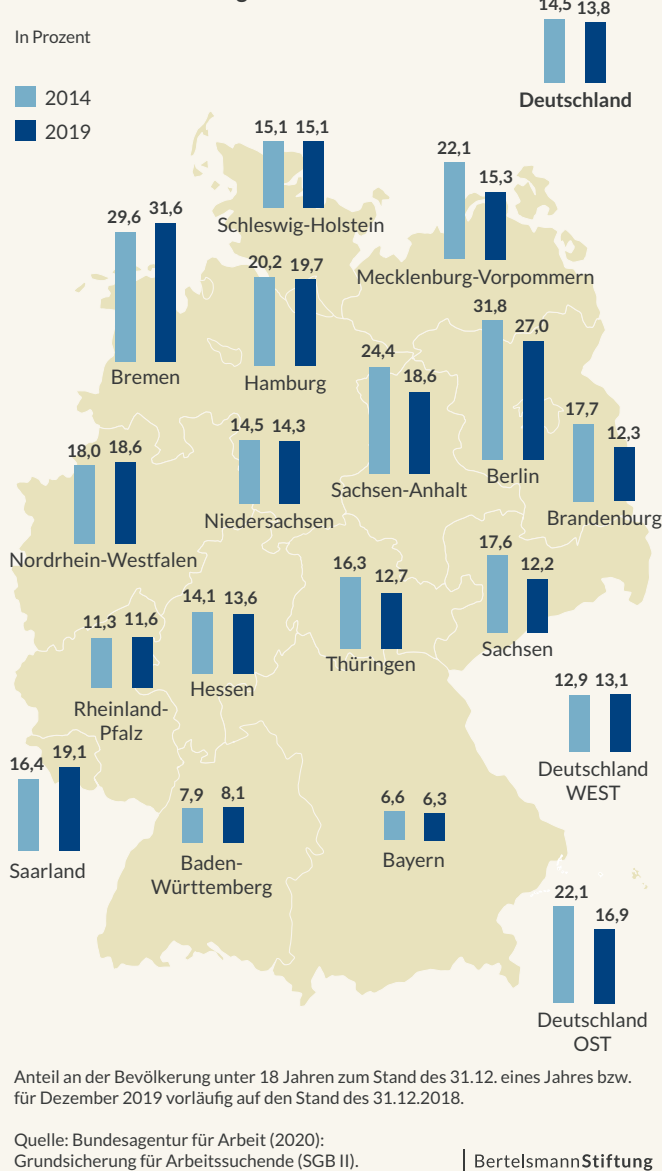 In Prozent
2014
2019
14,5 13,8
Deutschland
15,1 15,1
Schleswig-Holstein
22,1 15,3
Mecklenburg-Vorpommern
29,6 31,6
Bremen
20,2 19,7
Hamburg
31,8 27,0
Berlin
24,4 18,6
Sachsen-Anhalt
17,7 12,3
Brandenburg
14,5 14,3
Niedersachsen
18,0 18,6
Nordrhein-Westfalen
17,6 12,2
Sachsen
16,3 12,7
Thüringen
14,1 13,6
Hessen
11,3 11,6
Rheinland-
Pfalz
12,9 13,1
Deutschland
WEST
16,4 19,1
Saarland
7,9 8,1
Baden-
Württemberg
6,6 6,3
Bayern
22,1 16,9
Deutschland
OST
Anteil an der Bevölkerung unter 18 Jahren zum Stand des 31.12. eines Jahres bzw.
für Dezember 2019 vorläufig auf den Stand des 31.12.2018.
Quelle: Bundesagentur für Arbeit (2020):
Grundsicherung für Arbeitssuchende (SGB II).
BertelsmannStiftung